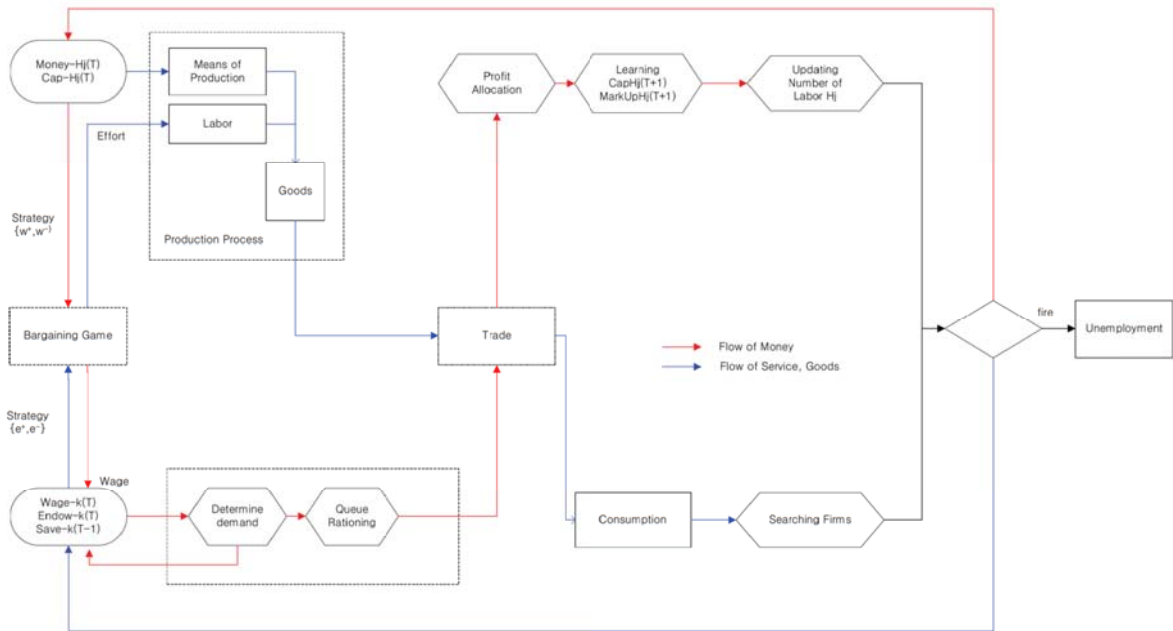 Money-Hj(T)
Cap-Hj(T)
Means of
Production
Labor
Effort
Goods
Production Process
Strategy
{w⁺,w⁻)
Profit
Allocation
Learning
CapHj(T+1)
MarkUpHj(T+1)
Updating
Number of
Labor Hj
Bargaining Game
Trade
Flow of Money
Flow of Service, Goods
fire
Unemployment
Strategy
{e⁺,e⁻}
Wage
Wage-k(T)
Endow-k(T)
Save-k(T-1)
Determine
demand
Queue
Rationing
Consumption
Searching Firms